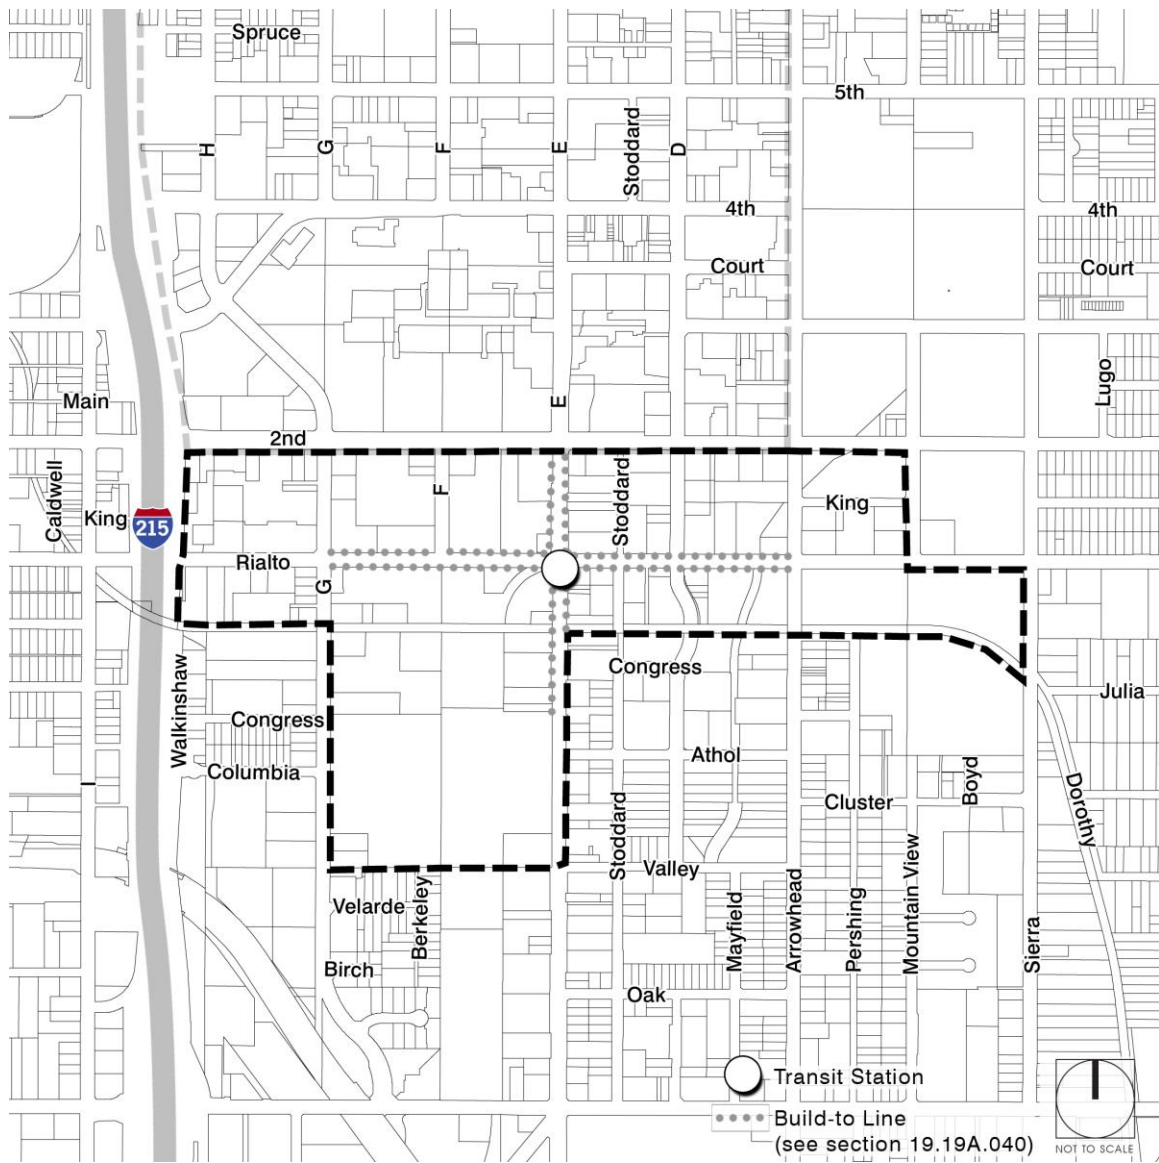 Spruce
5th
H
G
F
E
Stoddard
D
4th
4th
Court
Court
Main
E
Lugo
2nd
Caldwell
King
215
F
Stoddard
King
Rialto
G
Walkinshaw
Congress
Congress
Julia
Columbia
Athol
I
Boyd
Cluster
Dorothy
Stoddard
Valley
Velarde
Berkeley
Mayfield
Arrowhead
Pershing
Mountain View
Sierra
Birch
Oak
Transit Station
Build-to Line
(see section 19.19A.040)
NOT TO SCALE